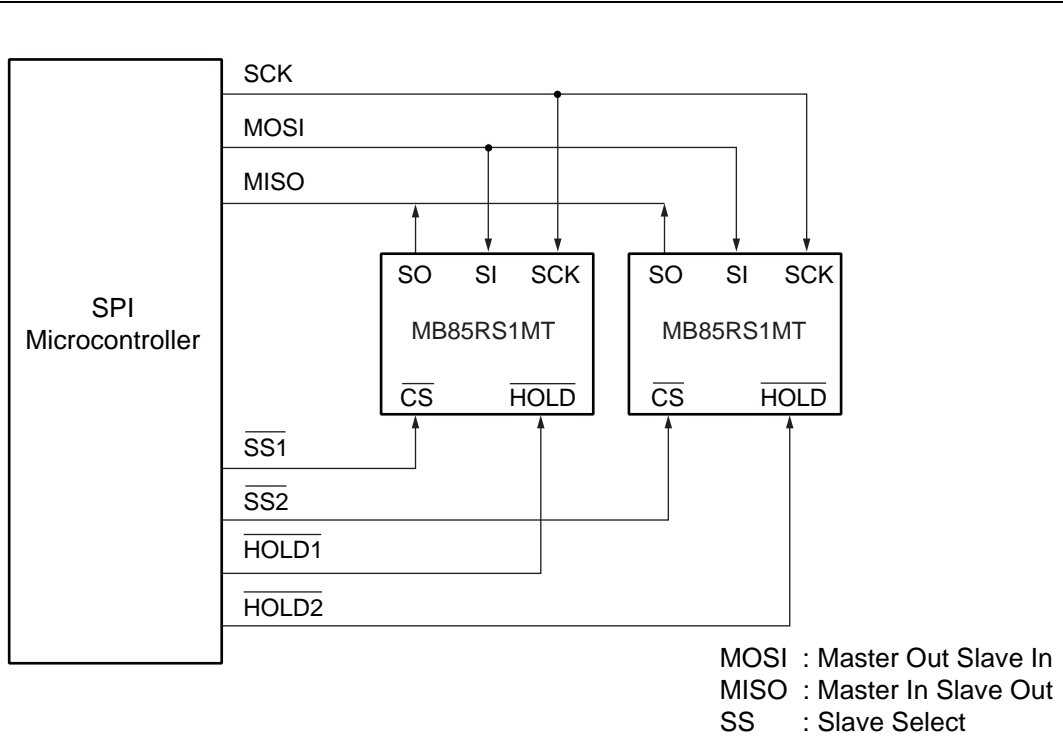 SCK
MOSI
MISO
SO SI SCK
MB85RS1MT
CS HOLD
SO SI SCK
MB85RS1MT
CS HOLD
SPI
Microcontroller
SS1
SS2
HOLD1
HOLD2
MOSI : Master Out Slave In
MISO : Master In Slave Out
SS : Slave Select